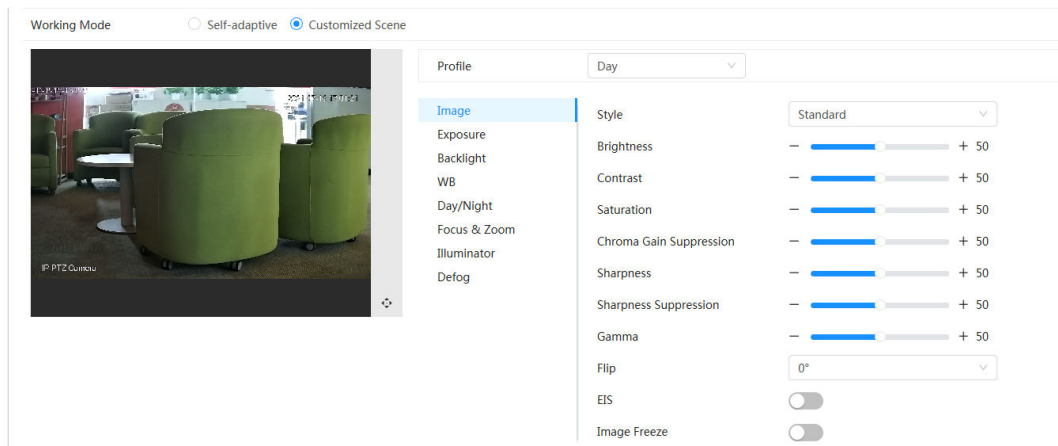 Working Mode Self-adaptive Customized Scene
Profile Day
IP PTZ Camera
Image
Exposure
Backlight
WB
Day/Night
Focus & Zoom
Illuminator
Defog
Style Standard
Brightness − + 50
Contrast − + 50
Saturation − + 50
Chroma Gain Suppression − + 50
Sharpness − + 50
Sharpness Suppression − + 50
Gamma − + 50
Flip 0°
EIS
Image Freeze